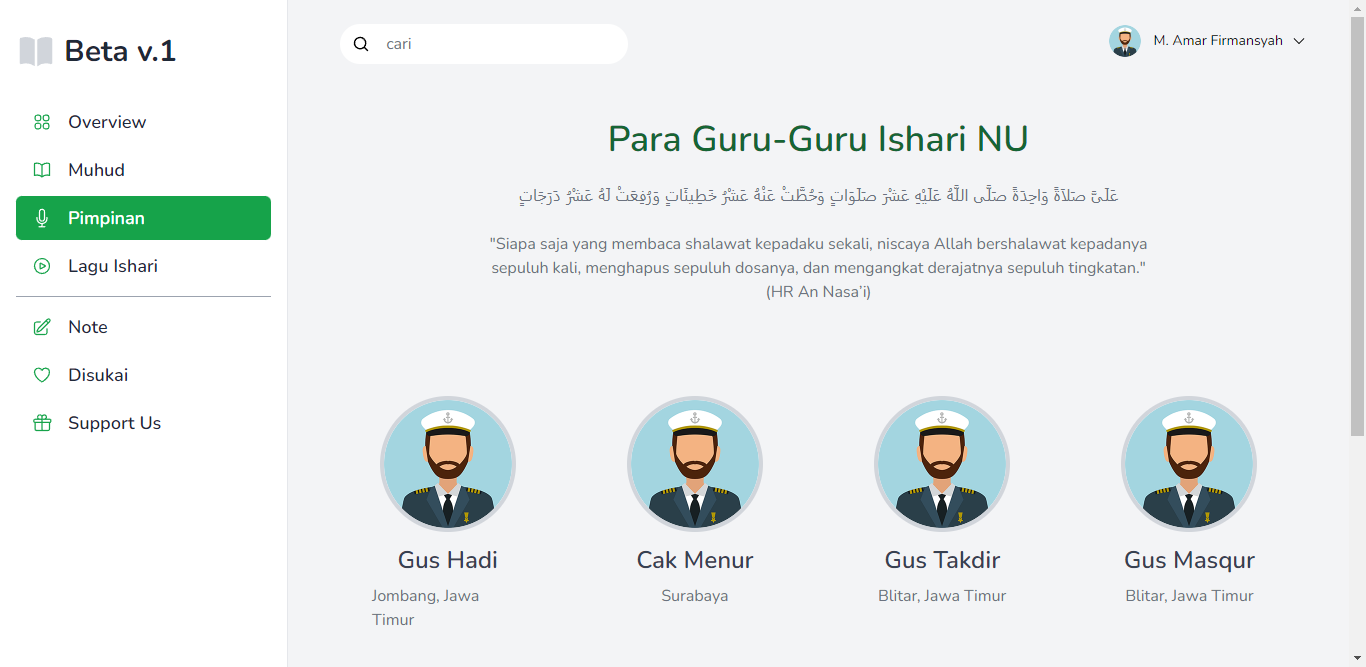 Beta v.1
Overview
Muhud
Pimpinan
Lagu Ishari
Note
Disukai
Support Us
cari
M. Amar Firmansyah
Para Guru-Guru Ishari NU
عَلَىَّ صَلاَةً وَاحِدَةً صَلَّى اللَّهُ عَلَيْهِ عَشْرَ صَلَوَاتٍ وَحُطَّتْ عَنْهُ عَشْرُ خَطِيئَاتٍ وَرُفِعَتْ لَهُ عَشْرُ دَرَجَاتٍ
"Siapa saja yang membaca shalawat kepadaku sekali, niscaya Allah bershalawat kepadanya
sepuluh kali, menghapus sepuluh dosanya, dan mengangkat derajatnya sepuluh tingkatan."
(HR An Nasa’i)
Gus Hadi
Jombang, Jawa
Timur
Cak Menur
Surabaya
Gus Takdir
Blitar, Jawa Timur
Gus Masqur
Blitar, Jawa Timur